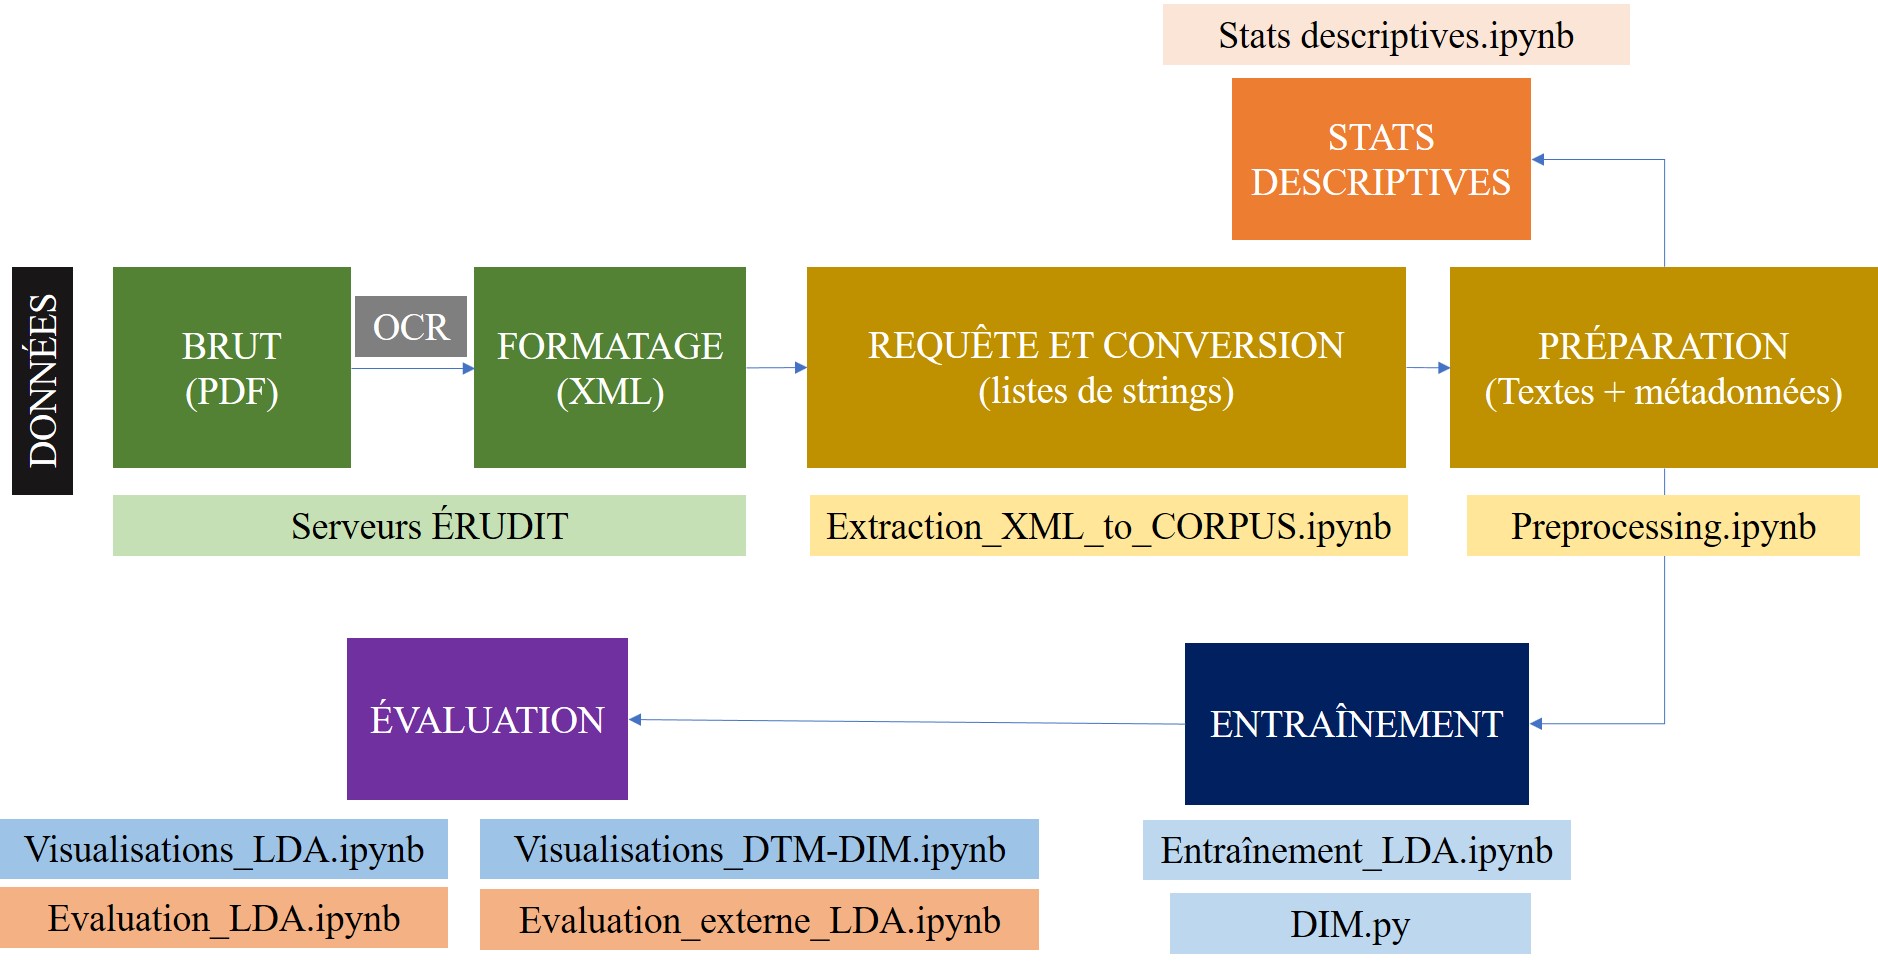 Stats descriptives.ipynb
STATS
DESCRIPTIVES
DONNÉES
BRUT
(PDF)
OCR
FORMATAGE
(XML)
REQUÊTE ET CONVERSION
(listes de strings)
PRÉPARATION
(Textes + métadonnées)
Serveurs ÉRUDIT
Extraction_XML_to_CORPUS.ipynb
Preprocessing.ipynb
ÉVALUATION
ENTRAÎNEMENT
Visualisations_LDA.ipynb
Visualisations_DTM-DIM.ipynb
Entraînement_LDA.ipynb
Evaluation_LDA.ipynb
Evaluation_externe_LDA.ipynb
DIM.py